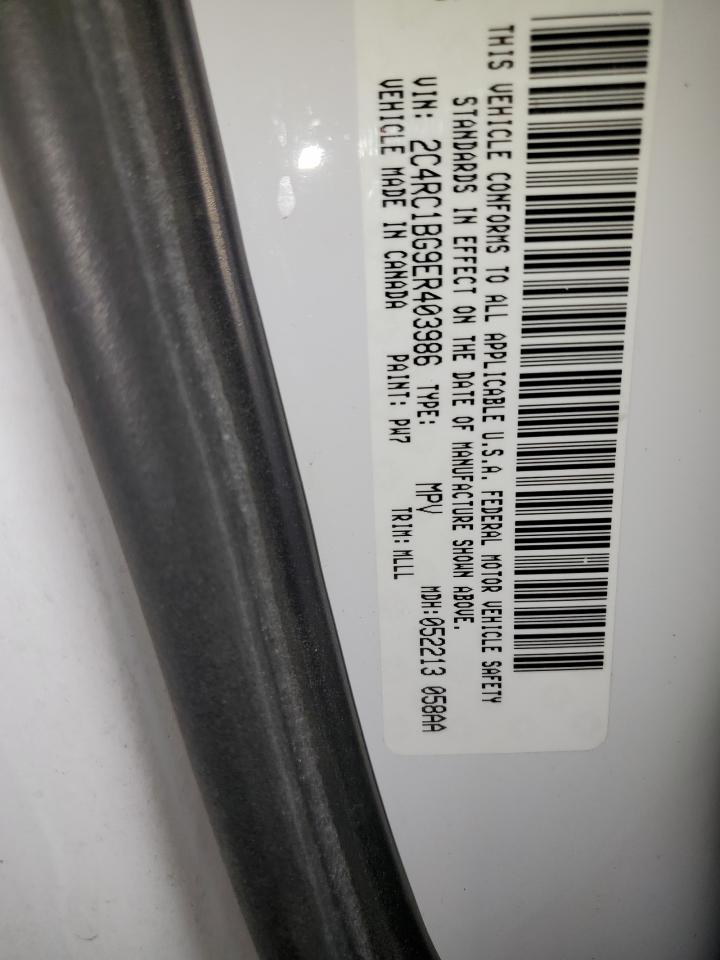 THIS VEHICLE CONFORMS TO ALL APPLICABLE U.S.A. FEDERAL MOTOR VEHICLE SAFETY
STANDARDS IN EFFECT ON THE DATE OF MANUFACTURE SHOWN ABOVE.
VIN: 2C4RC1BG9ER403986 TYPE: MPV MDH:052213 058AA
VEHICLE MADE IN CANADA PAINT: PW7 TRIM:MLLL